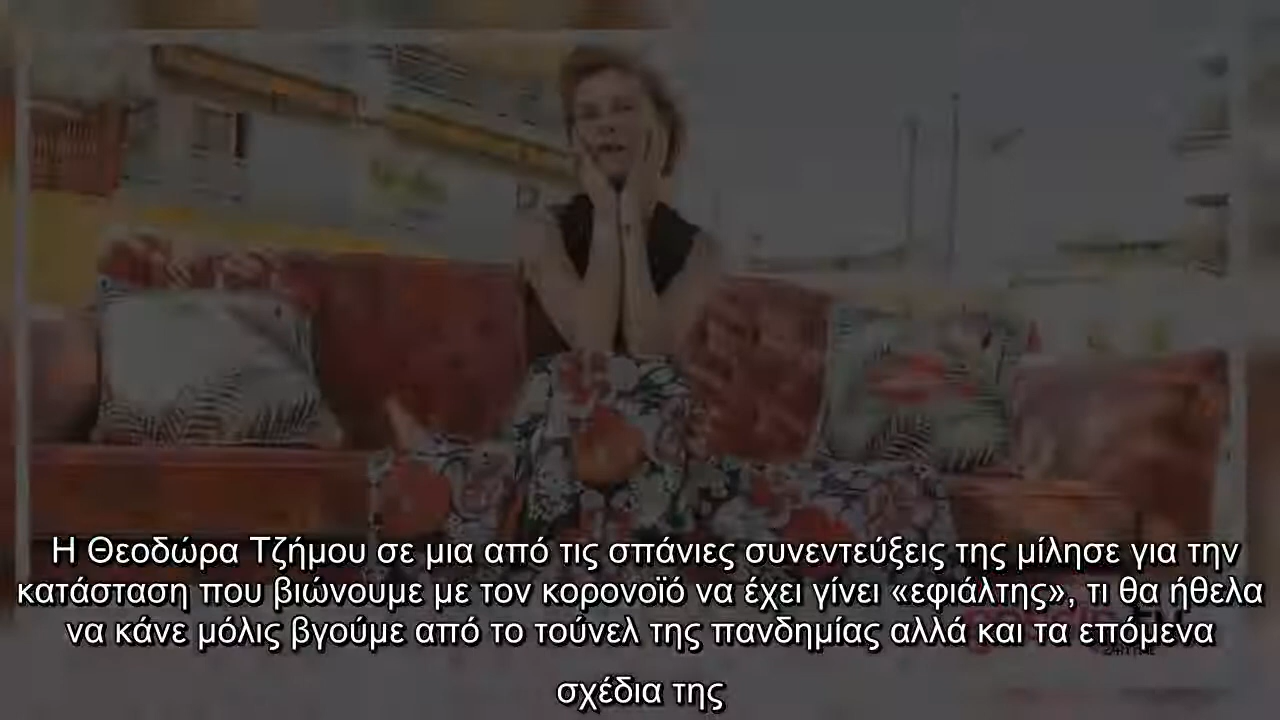 Η Θεοδώρα Τζήμου σε μια από τις σπάνιες συνεντεύξεις της μίλησε για την
κατάσταση που βιώνουμε με τον κορονοϊό να έχει γίνει «εφιάλτης», τι θα ήθελα
να κάνε μόλις βγούμε από το τούνελ της πανδημίας αλλά και τα επόμενα
σχέδια της